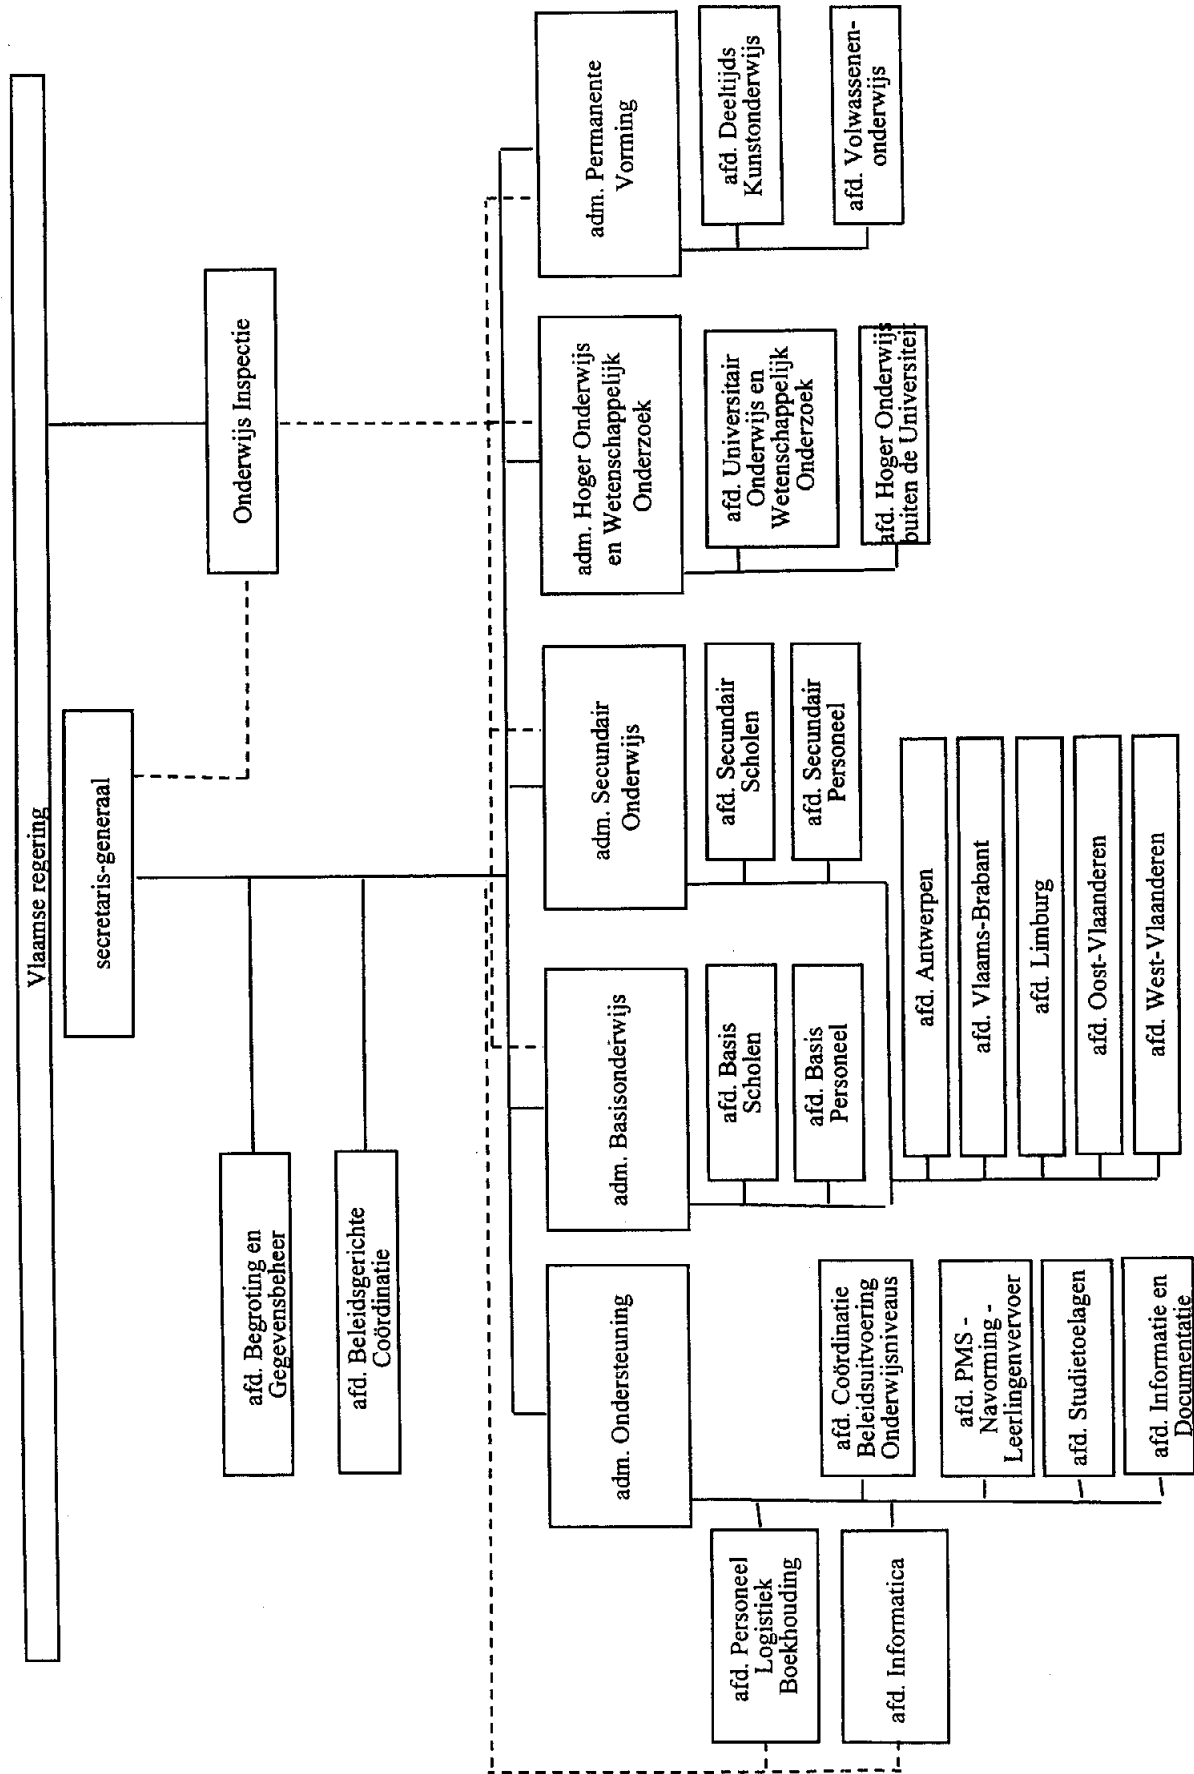 Vlaamse regering
secretaris-generaal
Onderwijs Inspectie
afd. Begroting en
Gegevensbeheer
afd. Beleidsgerichte
Coördinatie
adm. Ondersteuning
adm. Basisonderwijs
adm. Secundair
Onderwijs
adm. Hoger Onderwijs
en Wetenschappelijk
Onderzoek
adm. Permanente
Vorming
afd. Personeel
Logistiek
Boekhouding
afd. Informatica
afd. Coördinatie
Beleidsuitvoering
Onderwijsniveaus
afd. PMS -
Navorming -
Leerlingenvervoer
afd. Studietoelagen
afd. Informatie en
Documentatie
afd. Basis
Scholen
afd. Basis
Personeel
afd. Secundair
Scholen
afd. Secundair
Personeel
afd. Antwerpen
afd. Vlaams-Brabant
afd. Limburg
afd. Oost-Vlaanderen
afd. West-Vlaanderen
afd. Universitair
Onderwijs en
Wetenschappelijk
Onderzoek
afd. Hoger Onderwijs
buiten de Universiteit
afd. Deeltijds
Kunstonderwijs
afd. Volwassenen-
onderwijs